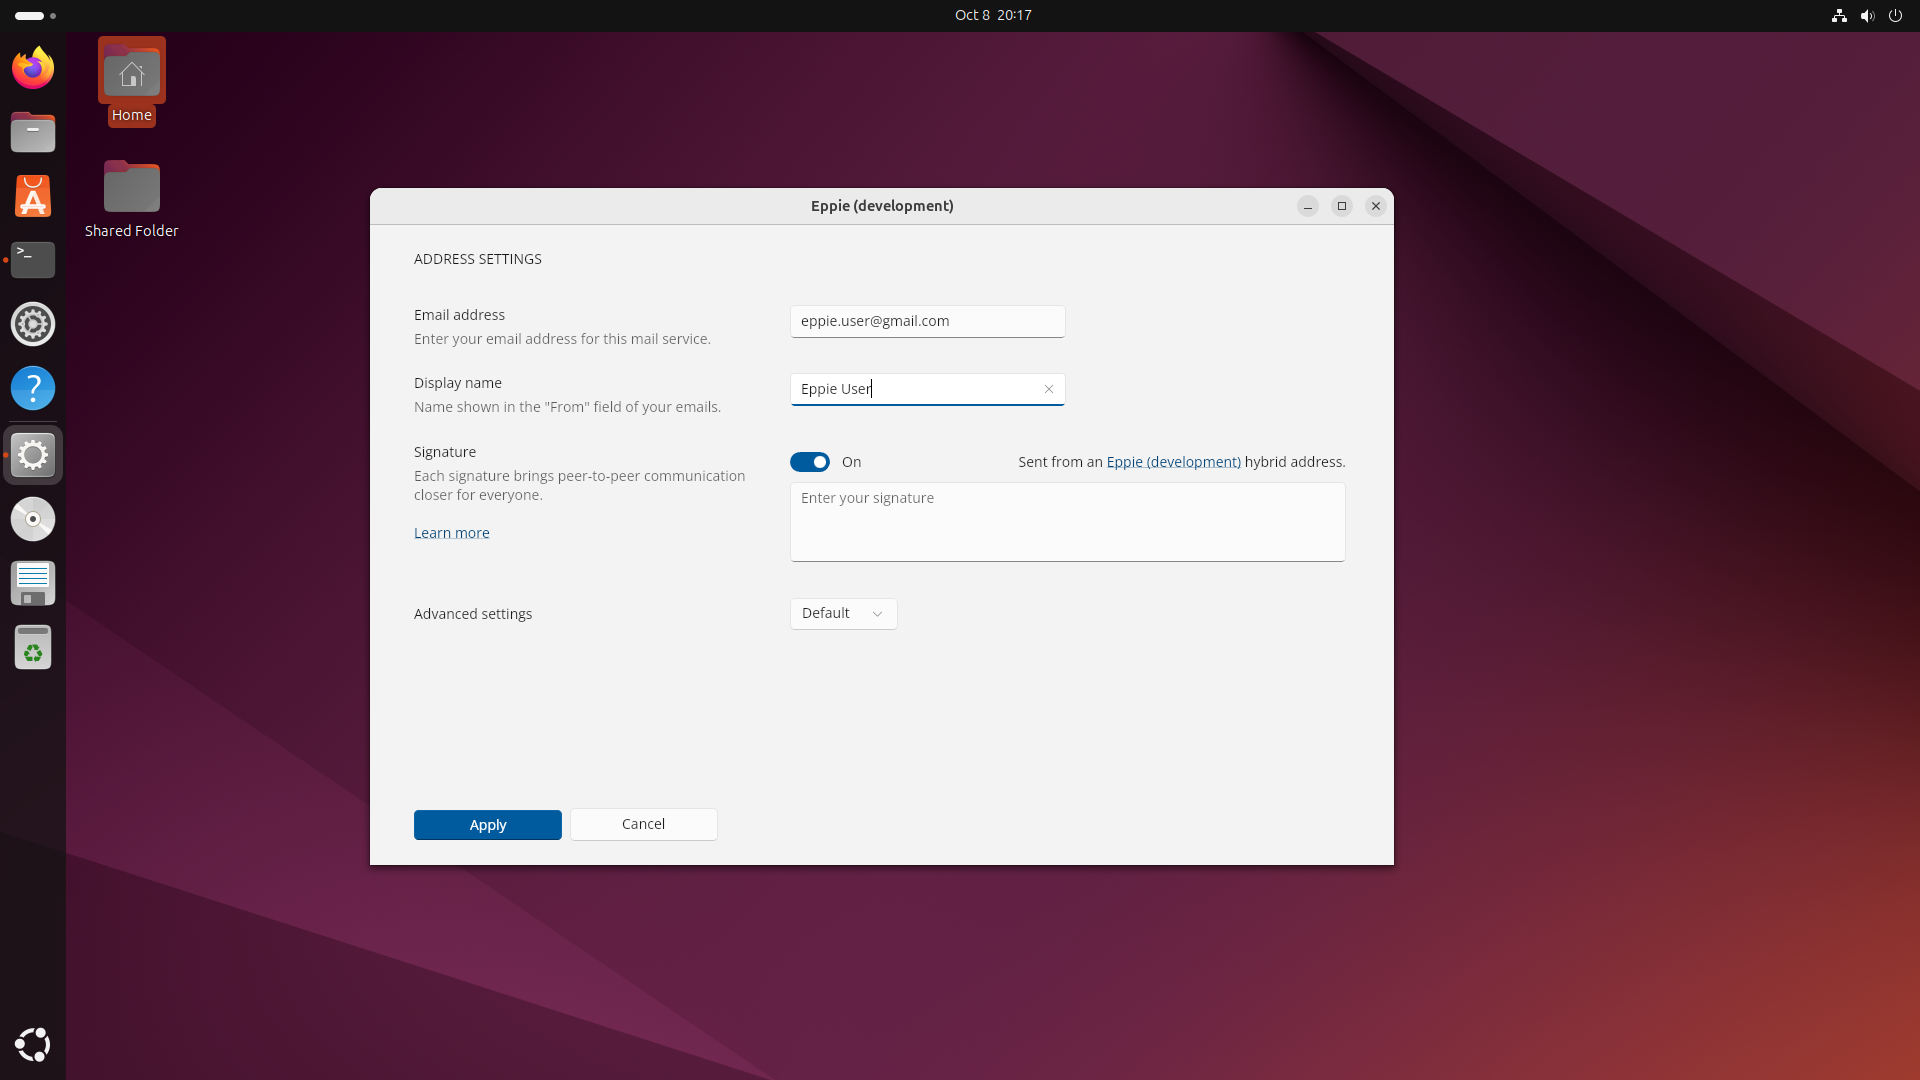 Oct 8 20:17
Home
Shared Folder
Eppie (development)
ADDRESS SETTINGS
Email address
Enter your email address for this mail service.
eppie.user@gmail.com
Display name
Name shown in the "From" field of your emails.
Eppie User
Signature
Each signature brings peer-to-peer communication
closer for everyone.
Learn more
On
Sent from an Eppie (development) hybrid address.
Enter your signature
Advanced settings
Default
Apply
Cancel